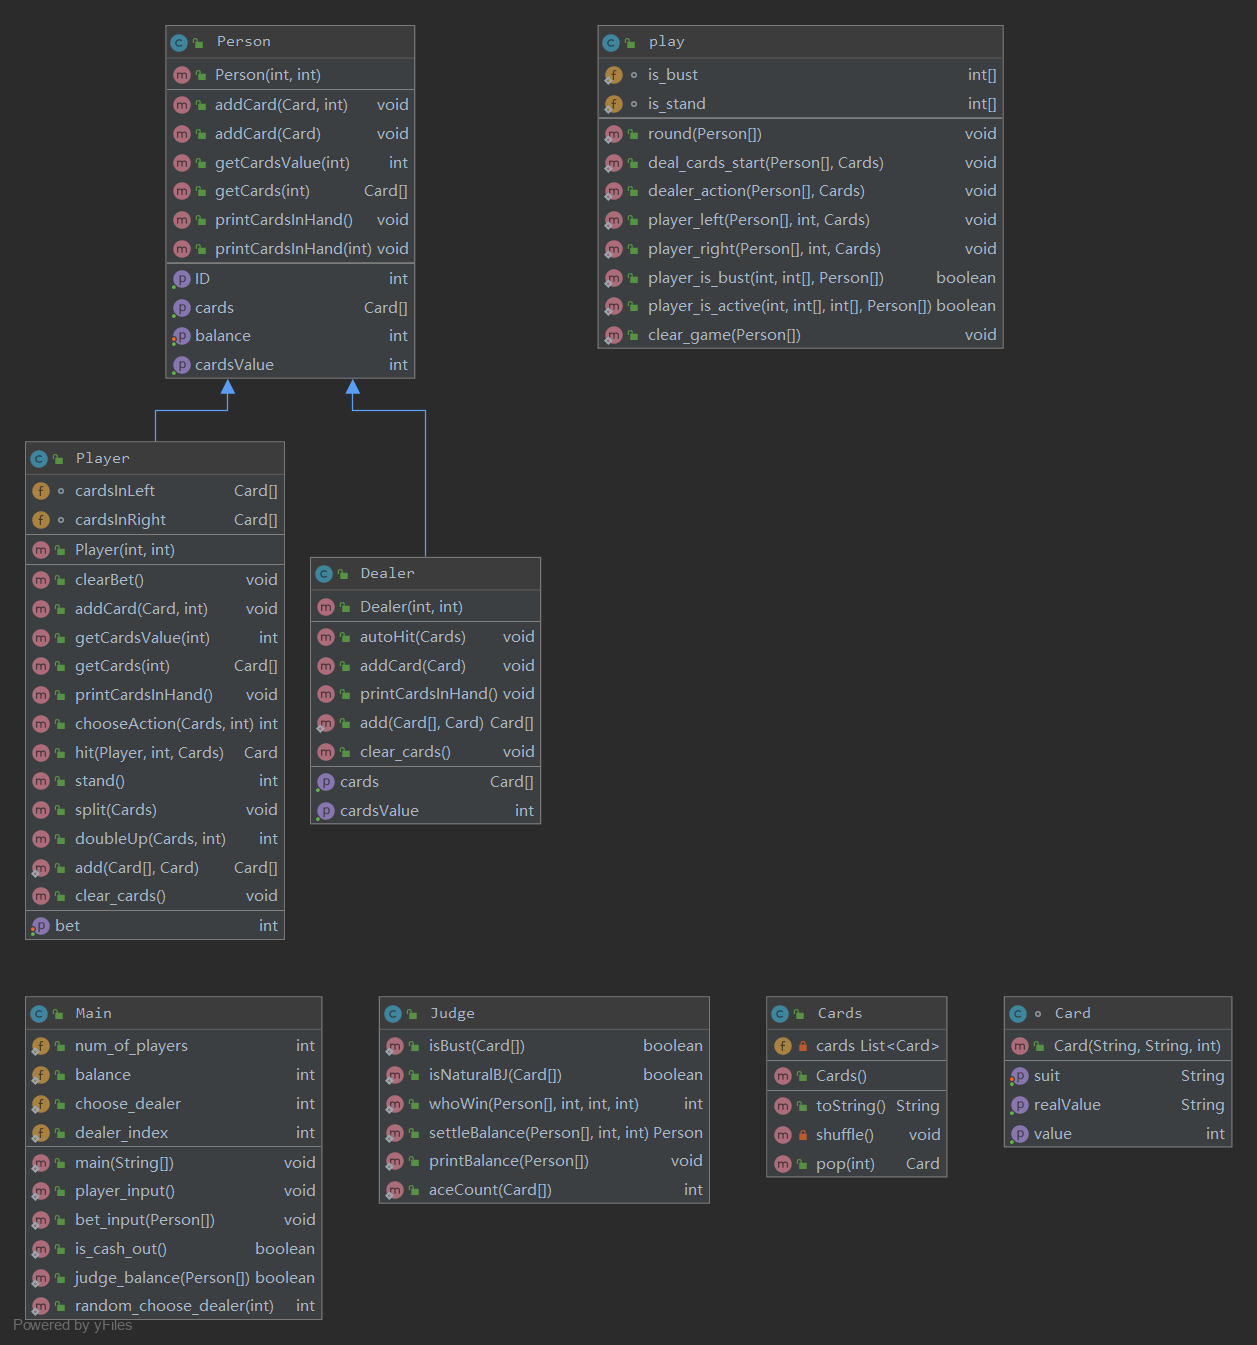 Person
Person(int, int)
addCard(Card, int) void
addCard(Card) void
getCardsValue(int) int
getCards(int) Card[]
printCardsInHand() void
printCardsInHand(int) void
ID int
cards Card[]
balance int
cardsValue int
play
is_bust int[]
is_stand int[]
round(Person[]) void
deal_cards_start(Person[], Cards) void
dealer_action(Person[], Cards) void
player_left(Person[], int, Cards) void
player_right(Person[], int, Cards) void
player_is_bust(int, int[], Person[]) boolean
player_is_active(int, int[], int[], Person[]) boolean
clear_game(Person[]) void
Player
cardsInLeft Card[]
cardsInRight Card[]
Player(int, int)
clearBet() void
addCard(Card, int) void
getCardsValue(int) int
getCards(int) Card[]
printCardsInHand() void
chooseAction(Cards, int) int
hit(Player, int, Cards) Card
stand() int
split(Cards) void
doubleUp(Cards, int) int
add(Card[], Card) Card[]
clear_cards() void
bet int
Dealer
Dealer(int, int)
autoHit(Cards) void
addCard(Card) void
printCardsInHand() void
add(Card[], Card) Card[]
clear_cards() void
cards Card[]
cardsValue int
Main
num_of_players int
balance int
choose_dealer int
dealer_index int
main(String[]) void
player_input() void
bet_input(Person[]) void
is_cash_out() boolean
judge_balance(Person[]) boolean
random_choose_dealer(int) int
Judge
isBust(Card[]) boolean
isNaturalBJ(Card[]) boolean
whoWin(Person[], int, int, int) int
settleBalance(Person[], int, int) Person
printBalance(Person[]) void
aceCount(Card[]) int
Cards
cards List<Card>
Cards()
toString() String
shuffle() void
pop(int) Card
Card
Card(String, String, int)
suit String
realValue String
value int
Powered by yFiles